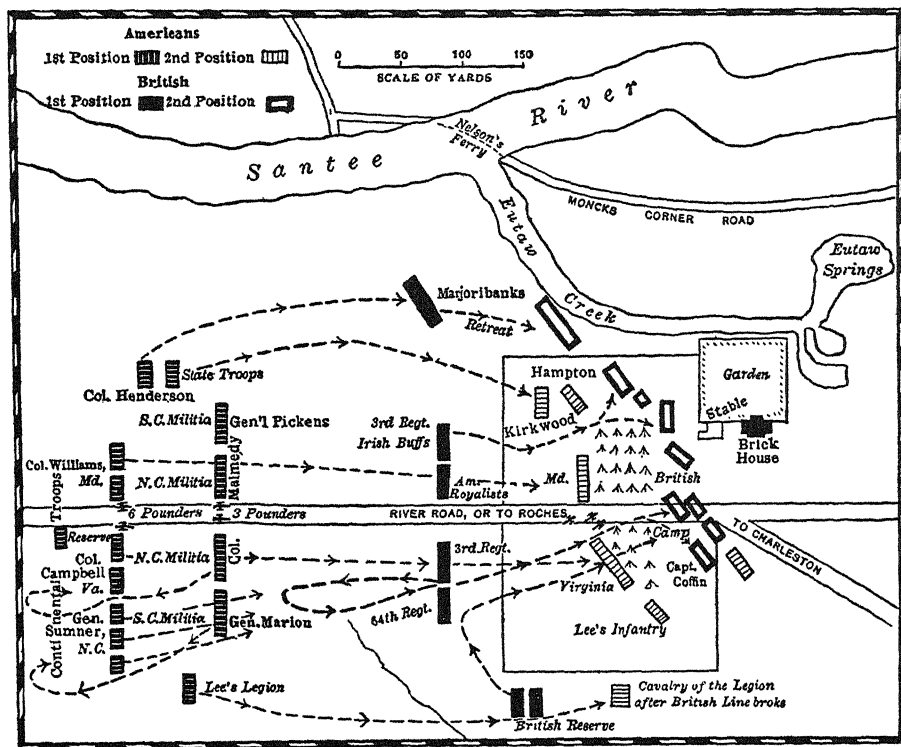 Americans
1st Position 2nd Position
British
1st Position 2nd Position
0 50 100 150
SCALE OF YARDS
Santee River
Nelson's
Ferry
MONCKS CORNER ROAD
Eutaw Creek
Eutaw
Springs
Marjoribanks
Retreat
State Troops
Col. Henderson
Hampton
Kirkwood
Garden
Stable
Brick
House
S.C. Militia
Gen'l Pickens
3rd Regt.
Irish Buffs
Col. Williams,
Md.
N.C. Militia
Malmedy
Am.
Royalists
Md.
British
Troops
6 Pounders
3 Pounders
RIVER ROAD, OR TO ROCHES
TO CHARLESTON
Reserve
Camp
Col.
Campbell
Va.
N.C. Militia
Col.
3rd Regt.
Capt.
Coffin
Virginia
Continental
Gen.
Sumner,
N.C.
S.C. Militia
Gen. Marion
64th Regt.
Lee's Infantry
Lee's Legion
British Reserve
Cavalry of the Legion
after British Line broks